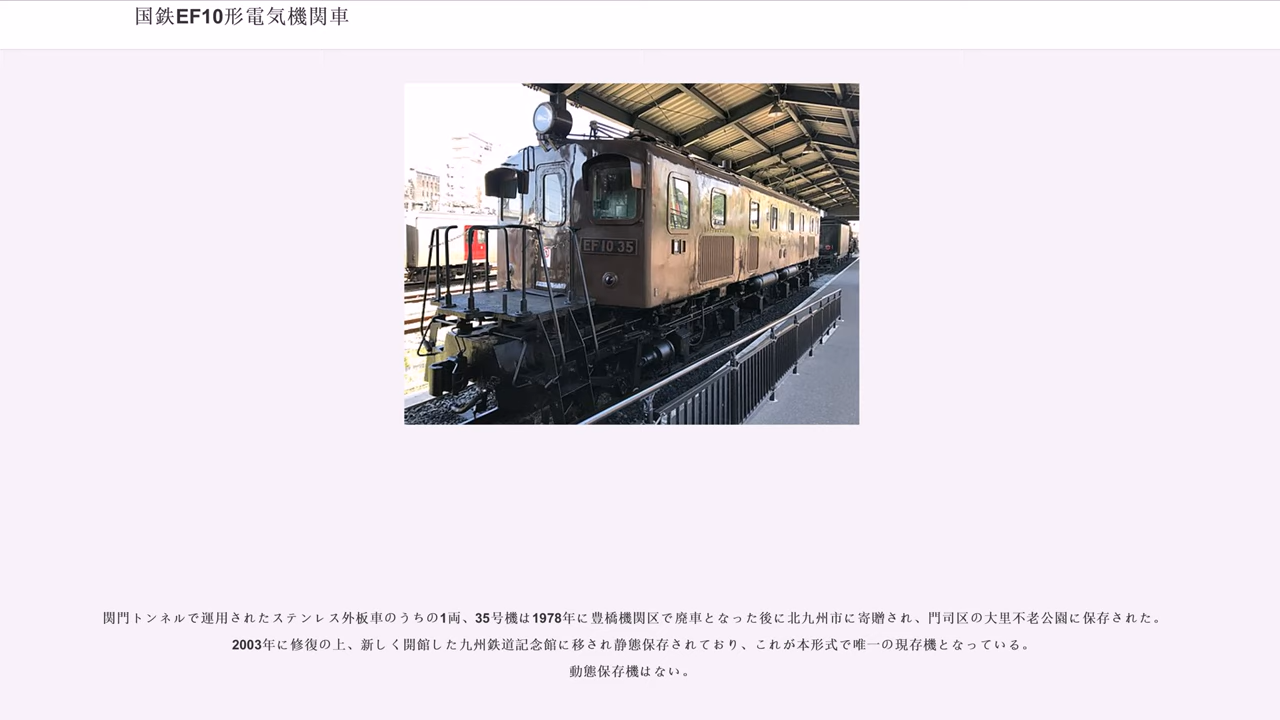 国鉄EF10形電気機関車
EF10 35
関門トンネルで運用されたステンレス外板車のうちの1両、35号機は1978年に豊橋機関区で廃車となった後に北九州市に寄贈され、門司区の大里不老公園に保存された。
2003年に修復の上、新しく開館した九州鉄道記念館に移され静態保存されており、これが本形式で唯一の現存機となっている。
動態保存機はない。